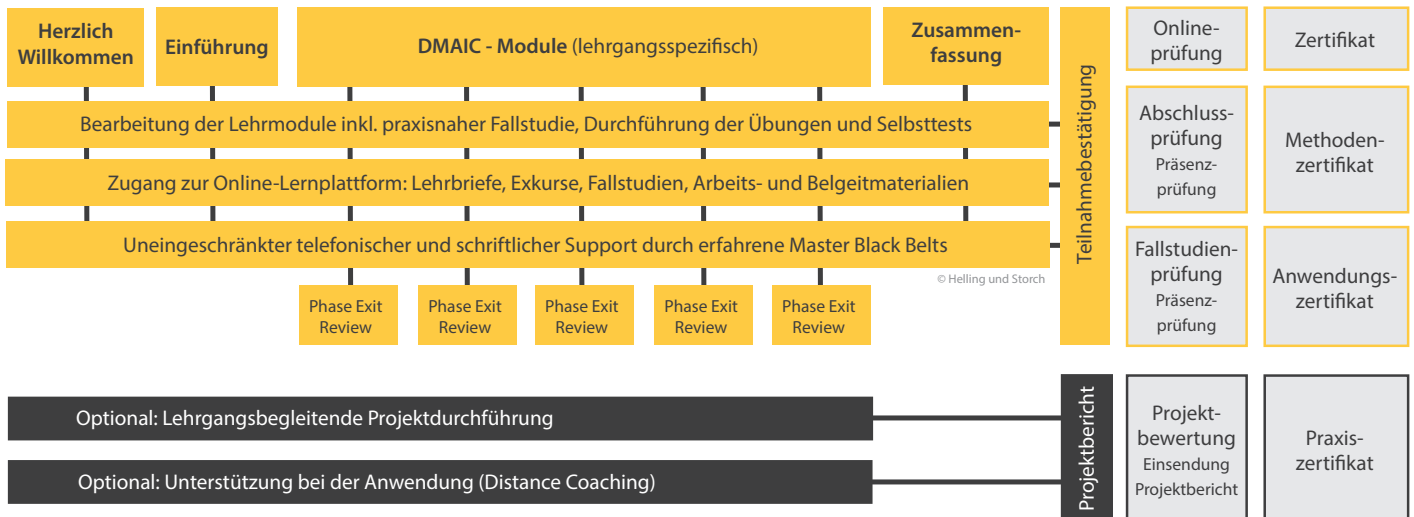 Herzlich
Willkommen
Einführung
DMAIC - Module (lehrgangsspezifisch)
Zusammen-
fassung
Online-
prüfung
Zertifikat
Bearbeitung der Lehrmodule inkl. praxisnaher Fallstudie, Durchführung der Übungen und Selbsttests
Zugang zur Online-Lernplattform: Lehrbriefe, Exkurse, Fallstudien, Arbeits- und Belgeitmaterialien
Uneingeschränkter telefonischer und schriftlicher Support durch erfahrene Master Black Belts
Teilnahmebestätigung
Abschluss-
prüfung
Präsenz-
prüfung
Methoden-
zertifikat
© Helling und Storch
Phase Exit
Review
Phase Exit
Review
Phase Exit
Review
Phase Exit
Review
Phase Exit
Review
Fallstudien-
prüfung
Präsenz-
prüfung
Anwendungs-
zertifikat
Optional: Lehrgangsbegleitende Projektdurchführung
Optional: Unterstützung bei der Anwendung (Distance Coaching)
Projektbericht
Projekt-
bewertung
Einsendung
Projektbericht
Praxis-
zertifikat